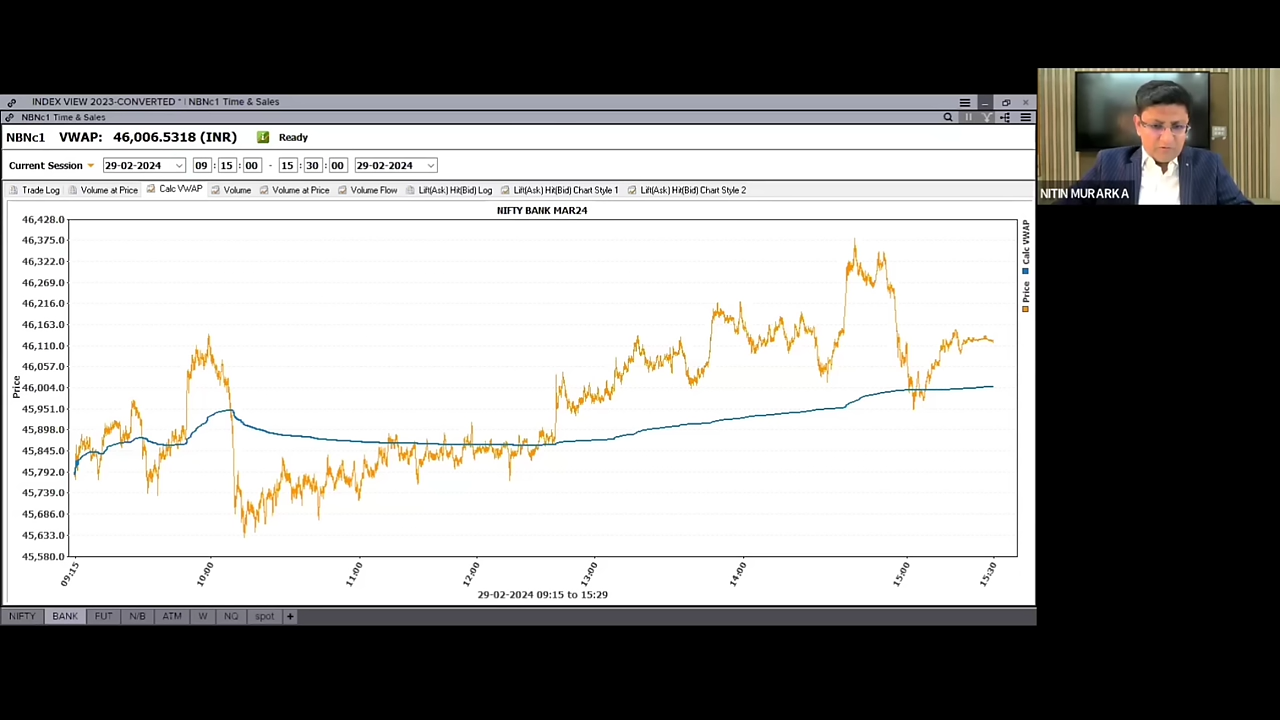 INDEX VIEW 2023-CONVERTED * | NBNc1 Time & Sales
NBNc1 Time & Sales
NBNc1 VWAP: 46,006.5318 (INR) Ready
Current Session 29-02-2024 09 : 15 : 00 - 15 : 30 : 00 29-02-2024
Trade Log Volume at Price Calc VWAP Volume Volume at Price Volume Flow Lift(Ask) Hit(Bid) Log Lift(Ask) Hit(Bid) Chart Style 1 Lift(Ask) Hit(Bid) Chart Style 2
NIFTY BANK MAR24
46,428.0
46,375.0
46,322.0
46,269.0
46,216.0
46,163.0
46,110.0
46,057.0
46,004.0
45,951.0
45,898.0
45,845.0
45,792.0
45,739.0
45,686.0
45,633.0
45,580.0
Price
Calc VWAP
Price
09:15 10:00 11:00 12:00 13:00 14:00 15:00 15:30
29-02-2024 09:15 to 15:29
NIFTY BANK FUT N/B ATM W NQ spot +
NITIN MURARKA